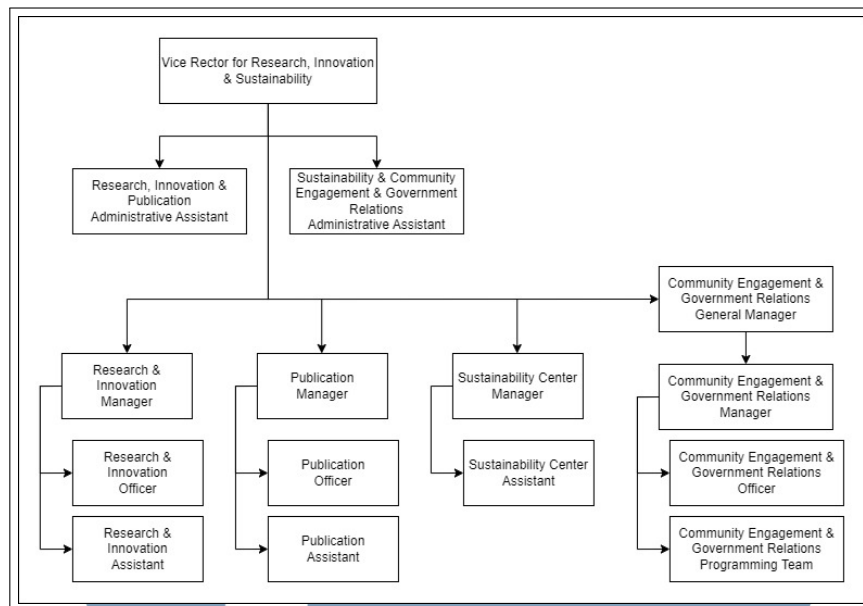 Vice Rector for Research, Innovation
& Sustainability
Research, Innovation &
Publication
Administrative Assistant
Sustainability & Community
Engagement & Government
Relations
Administrative Assistant
Community Engagement &
Government Relations
General Manager
Research &
Innovation
Manager
Publication
Manager
Sustainability Center
Manager
Community Engagement &
Government Relations
Manager
Research &
Innovation
Officer
Publication
Officer
Sustainability Center
Assistant
Community Engagement &
Government Relations
Officer
Research &
Innovation
Assistant
Publication
Assistant
Community Engagement &
Government Relations
Programming Team